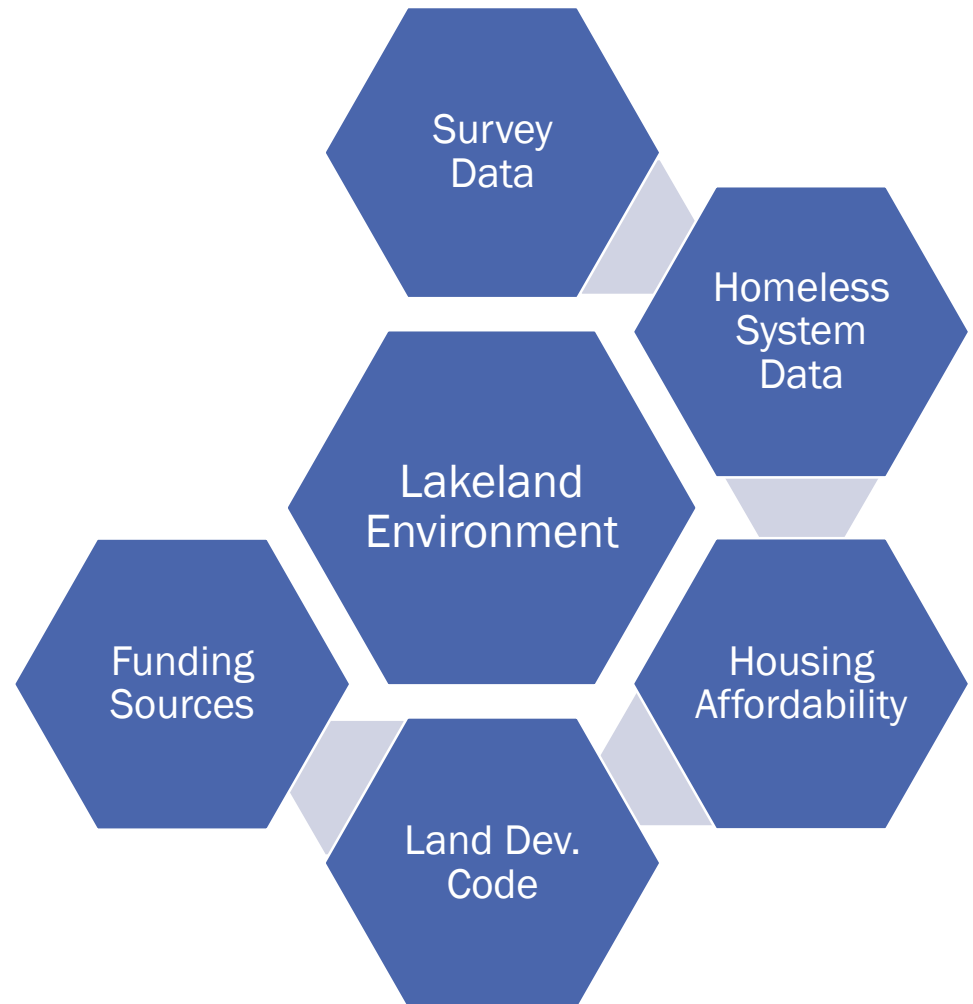 Survey
Data
Homeless
System
Data
Lakeland
Environment
Housing
Affordability
Funding
Sources
Land Dev.
Code